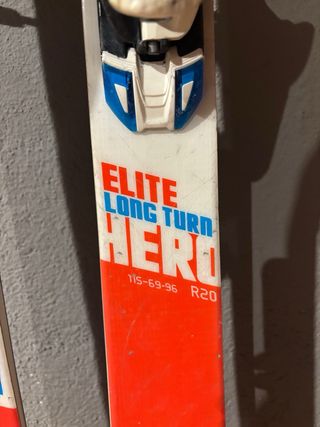 ELITE
LONG TURN
HERO
115-69-96 R20